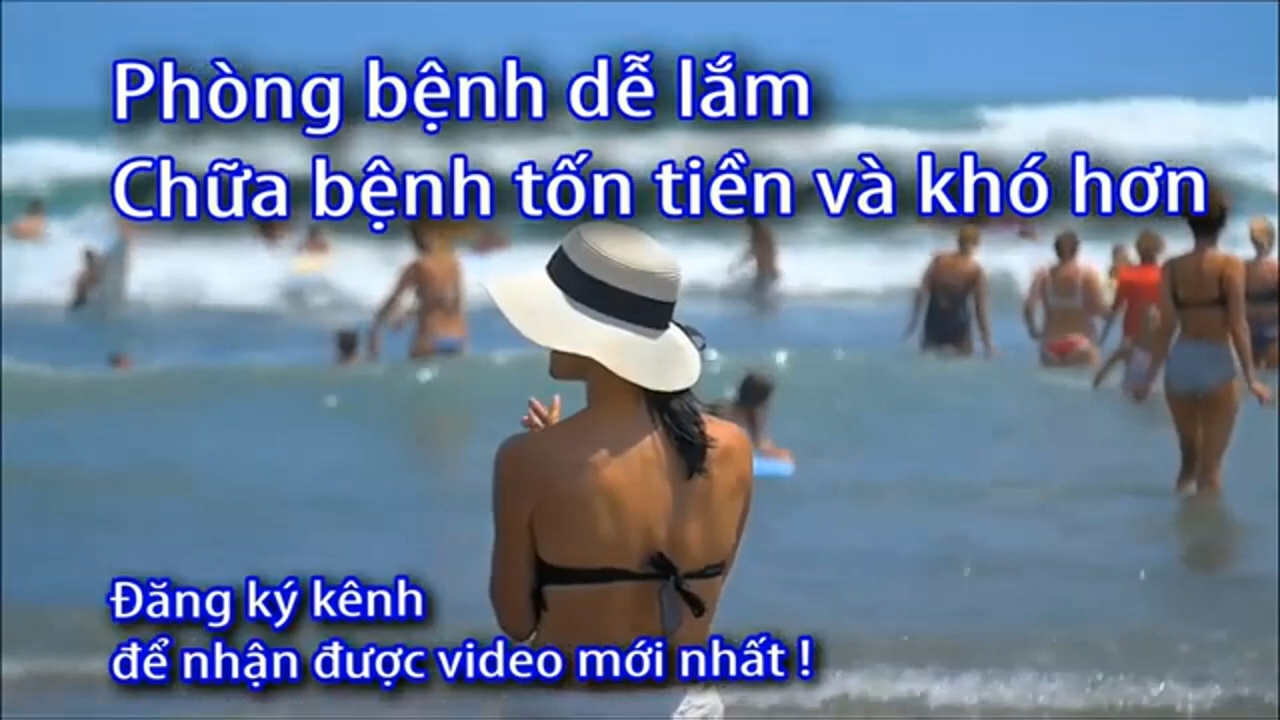 Phòng bệnh dễ lắm
Chữa bệnh tốn tiền và khó hơn
Đăng ký kênh
để nhận được video mới nhất !